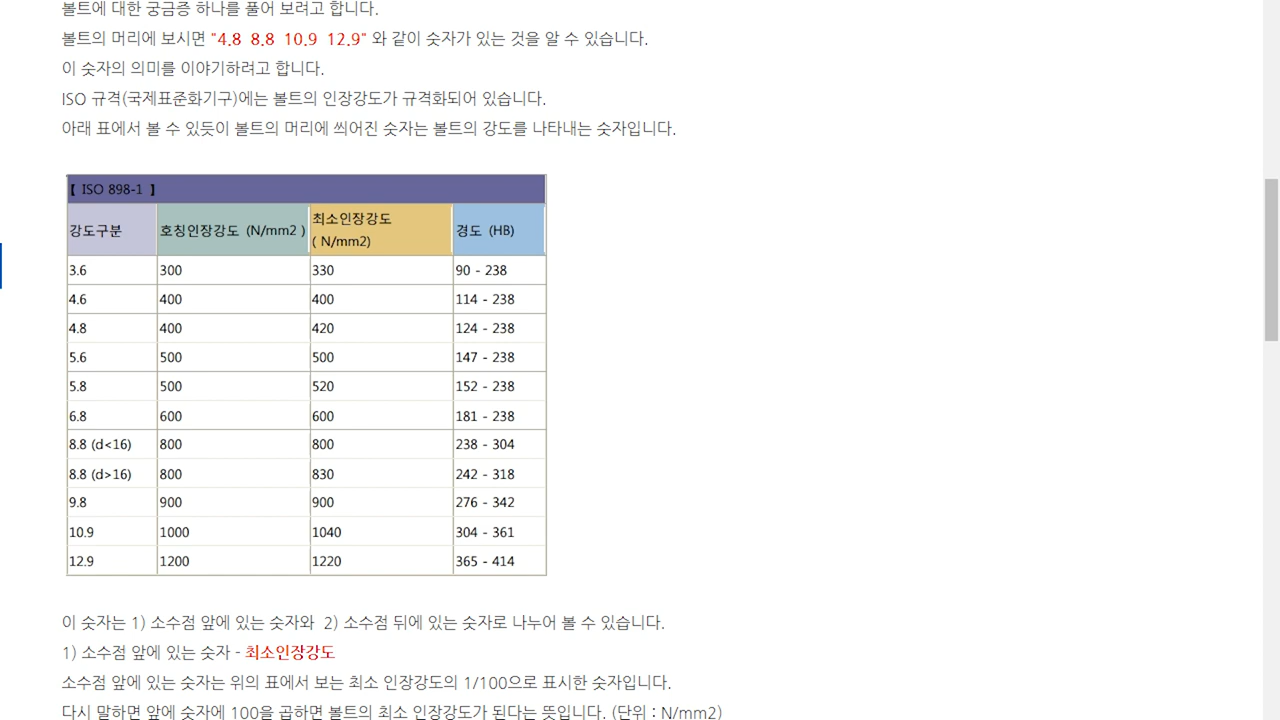 볼트에 대한 궁금증 하나를 풀어 보려고 합니다.
볼트의 머리에 보시면 "4.8 8.8 10.9 12.9" 와 같이 숫자가 있는 것을 알 수 있습니다.
이 숫자의 의미를 이야기하려고 합니다.
ISO 규격(국제표준화기구)에는 볼트의 인장강도가 규격화되어 있습니다.
아래 표에서 볼 수 있듯이 볼트의 머리에 씌어진 숫자는 볼트의 강도를 나타내는 숫자입니다.
【 ISO 898-1 】
강도구분 호칭인장강도 (N/mm2 ) 최소인장강도 ( N/mm2) 경도 (HB)
3.6 300 330 90 - 238
4.6 400 400 114 - 238
4.8 400 420 124 - 238
5.6 500 500 147 - 238
5.8 500 520 152 - 238
6.8 600 600 181 - 238
8.8 (d<16) 800 800 238 - 304
8.8 (d>16) 800 830 242 - 318
9.8 900 900 276 - 342
10.9 1000 1040 304 - 361
12.9 1200 1220 365 - 414
이 숫자는 1) 소수점 앞에 있는 숫자와 2) 소수점 뒤에 있는 숫자로 나누어 볼 수 있습니다.
1) 소수점 앞에 있는 숫자 - 최소인장강도
소수점 앞에 있는 숫자는 위의 표에서 보는 최소 인장강도의 1/100으로 표시한 숫자입니다.
다시 말하면 앞에 숫자에 100을 곱하면 볼트의 최소 인장강도가 된다는 뜻입니다. (단위 : N/mm2)